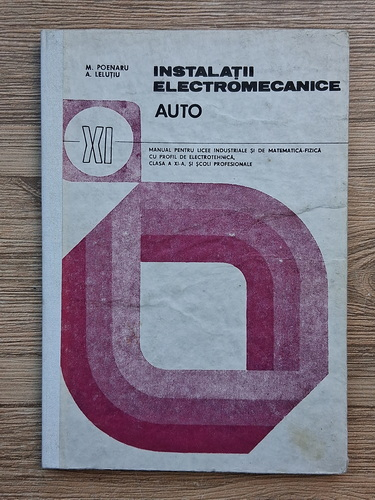 M. POENARU
A. LELUȚIU
INSTALAȚII
ELECTROMECANICE
AUTO
XI
MANUAL PENTRU LICEE INDUSTRIALE ȘI DE MATEMATICĂ-FIZICĂ
CU PROFIL DE ELECTROTEHNICĂ,
CLASA A XI-A, ȘI ȘCOLI PROFESIONALE